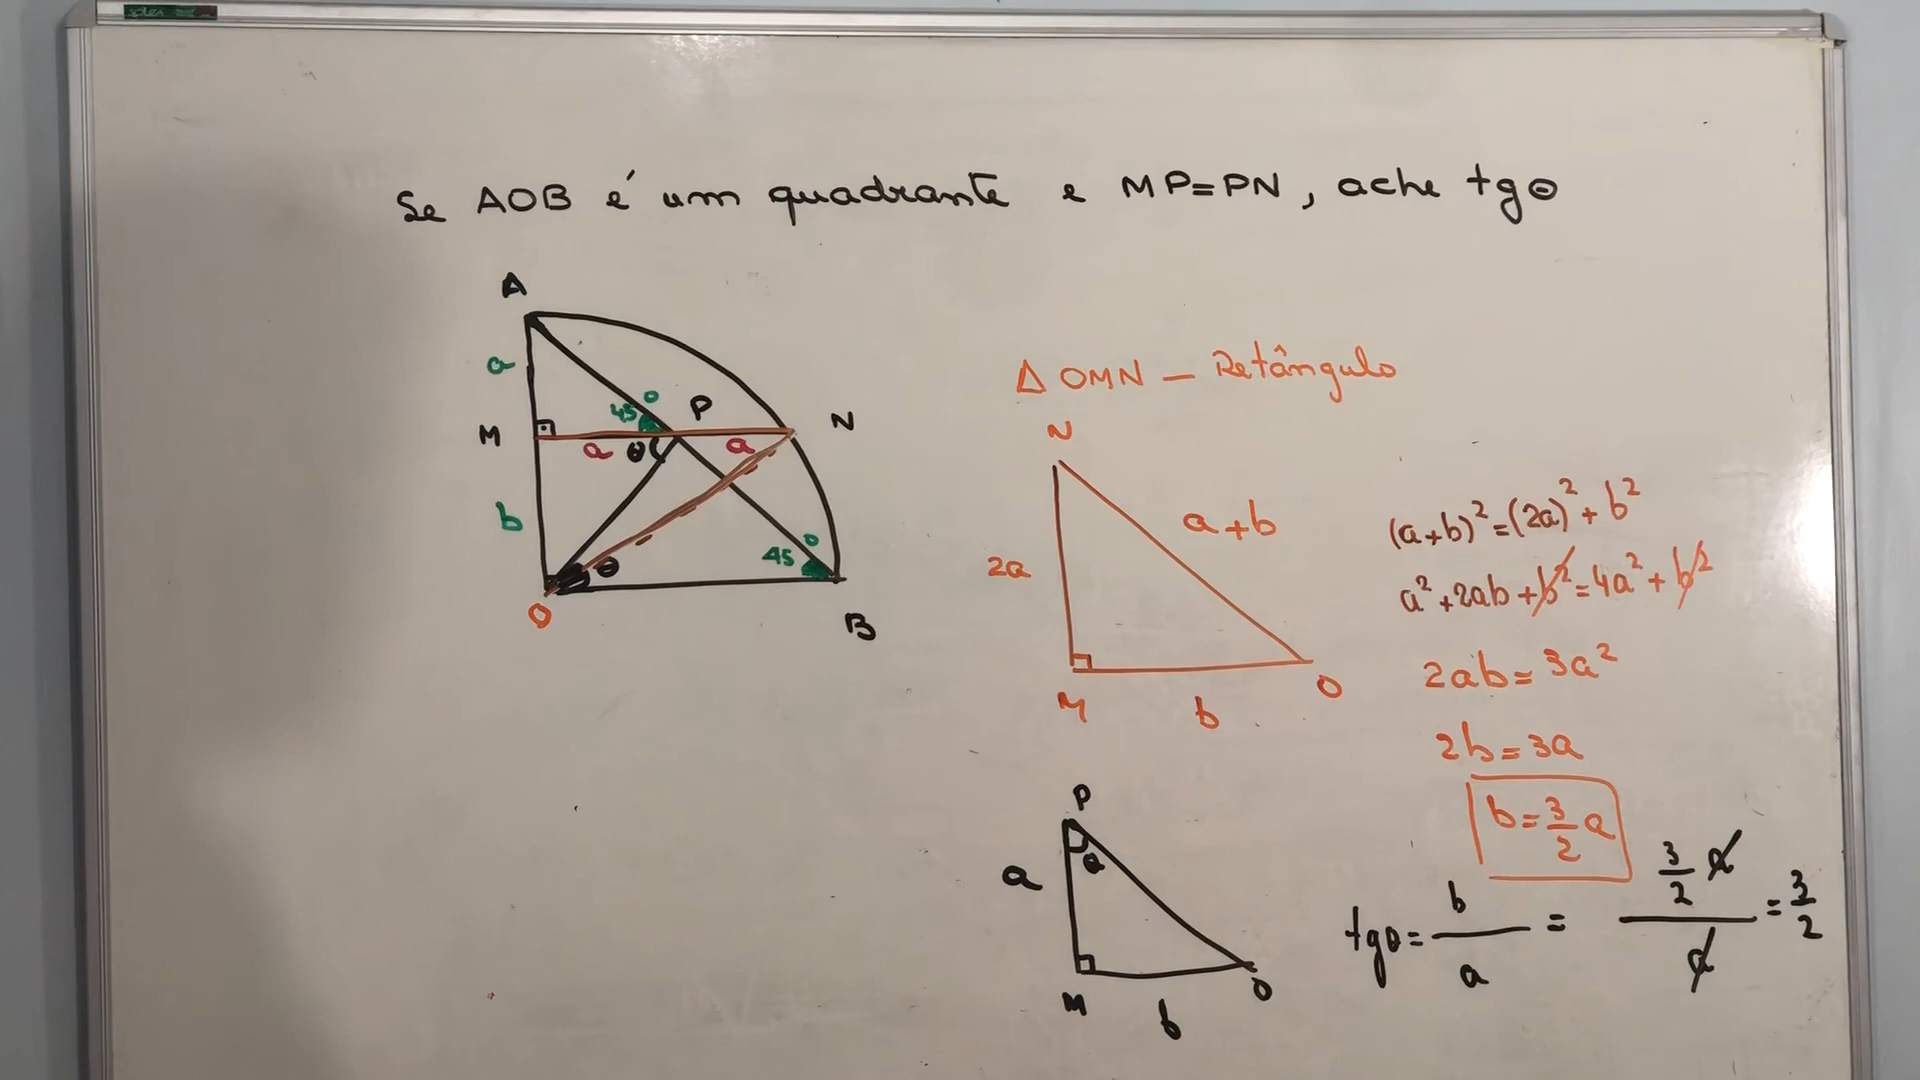 Se AOB é um quadrante e MP=PN, ache tgθ
A
a
45°
P
N
M
a
θ
a
b
45°
θ
O
B
Δ OMN – Retângulo
N
a+b
2a
M
b
O
(a+b)²=(2a)²+b²
a²+2ab+b²=4a²+b²
2ab=3a²
2b=3a
b=3/2a
P
θ
a
M
b
O
tgθ= b/a = 3/2 a/a = 3/2